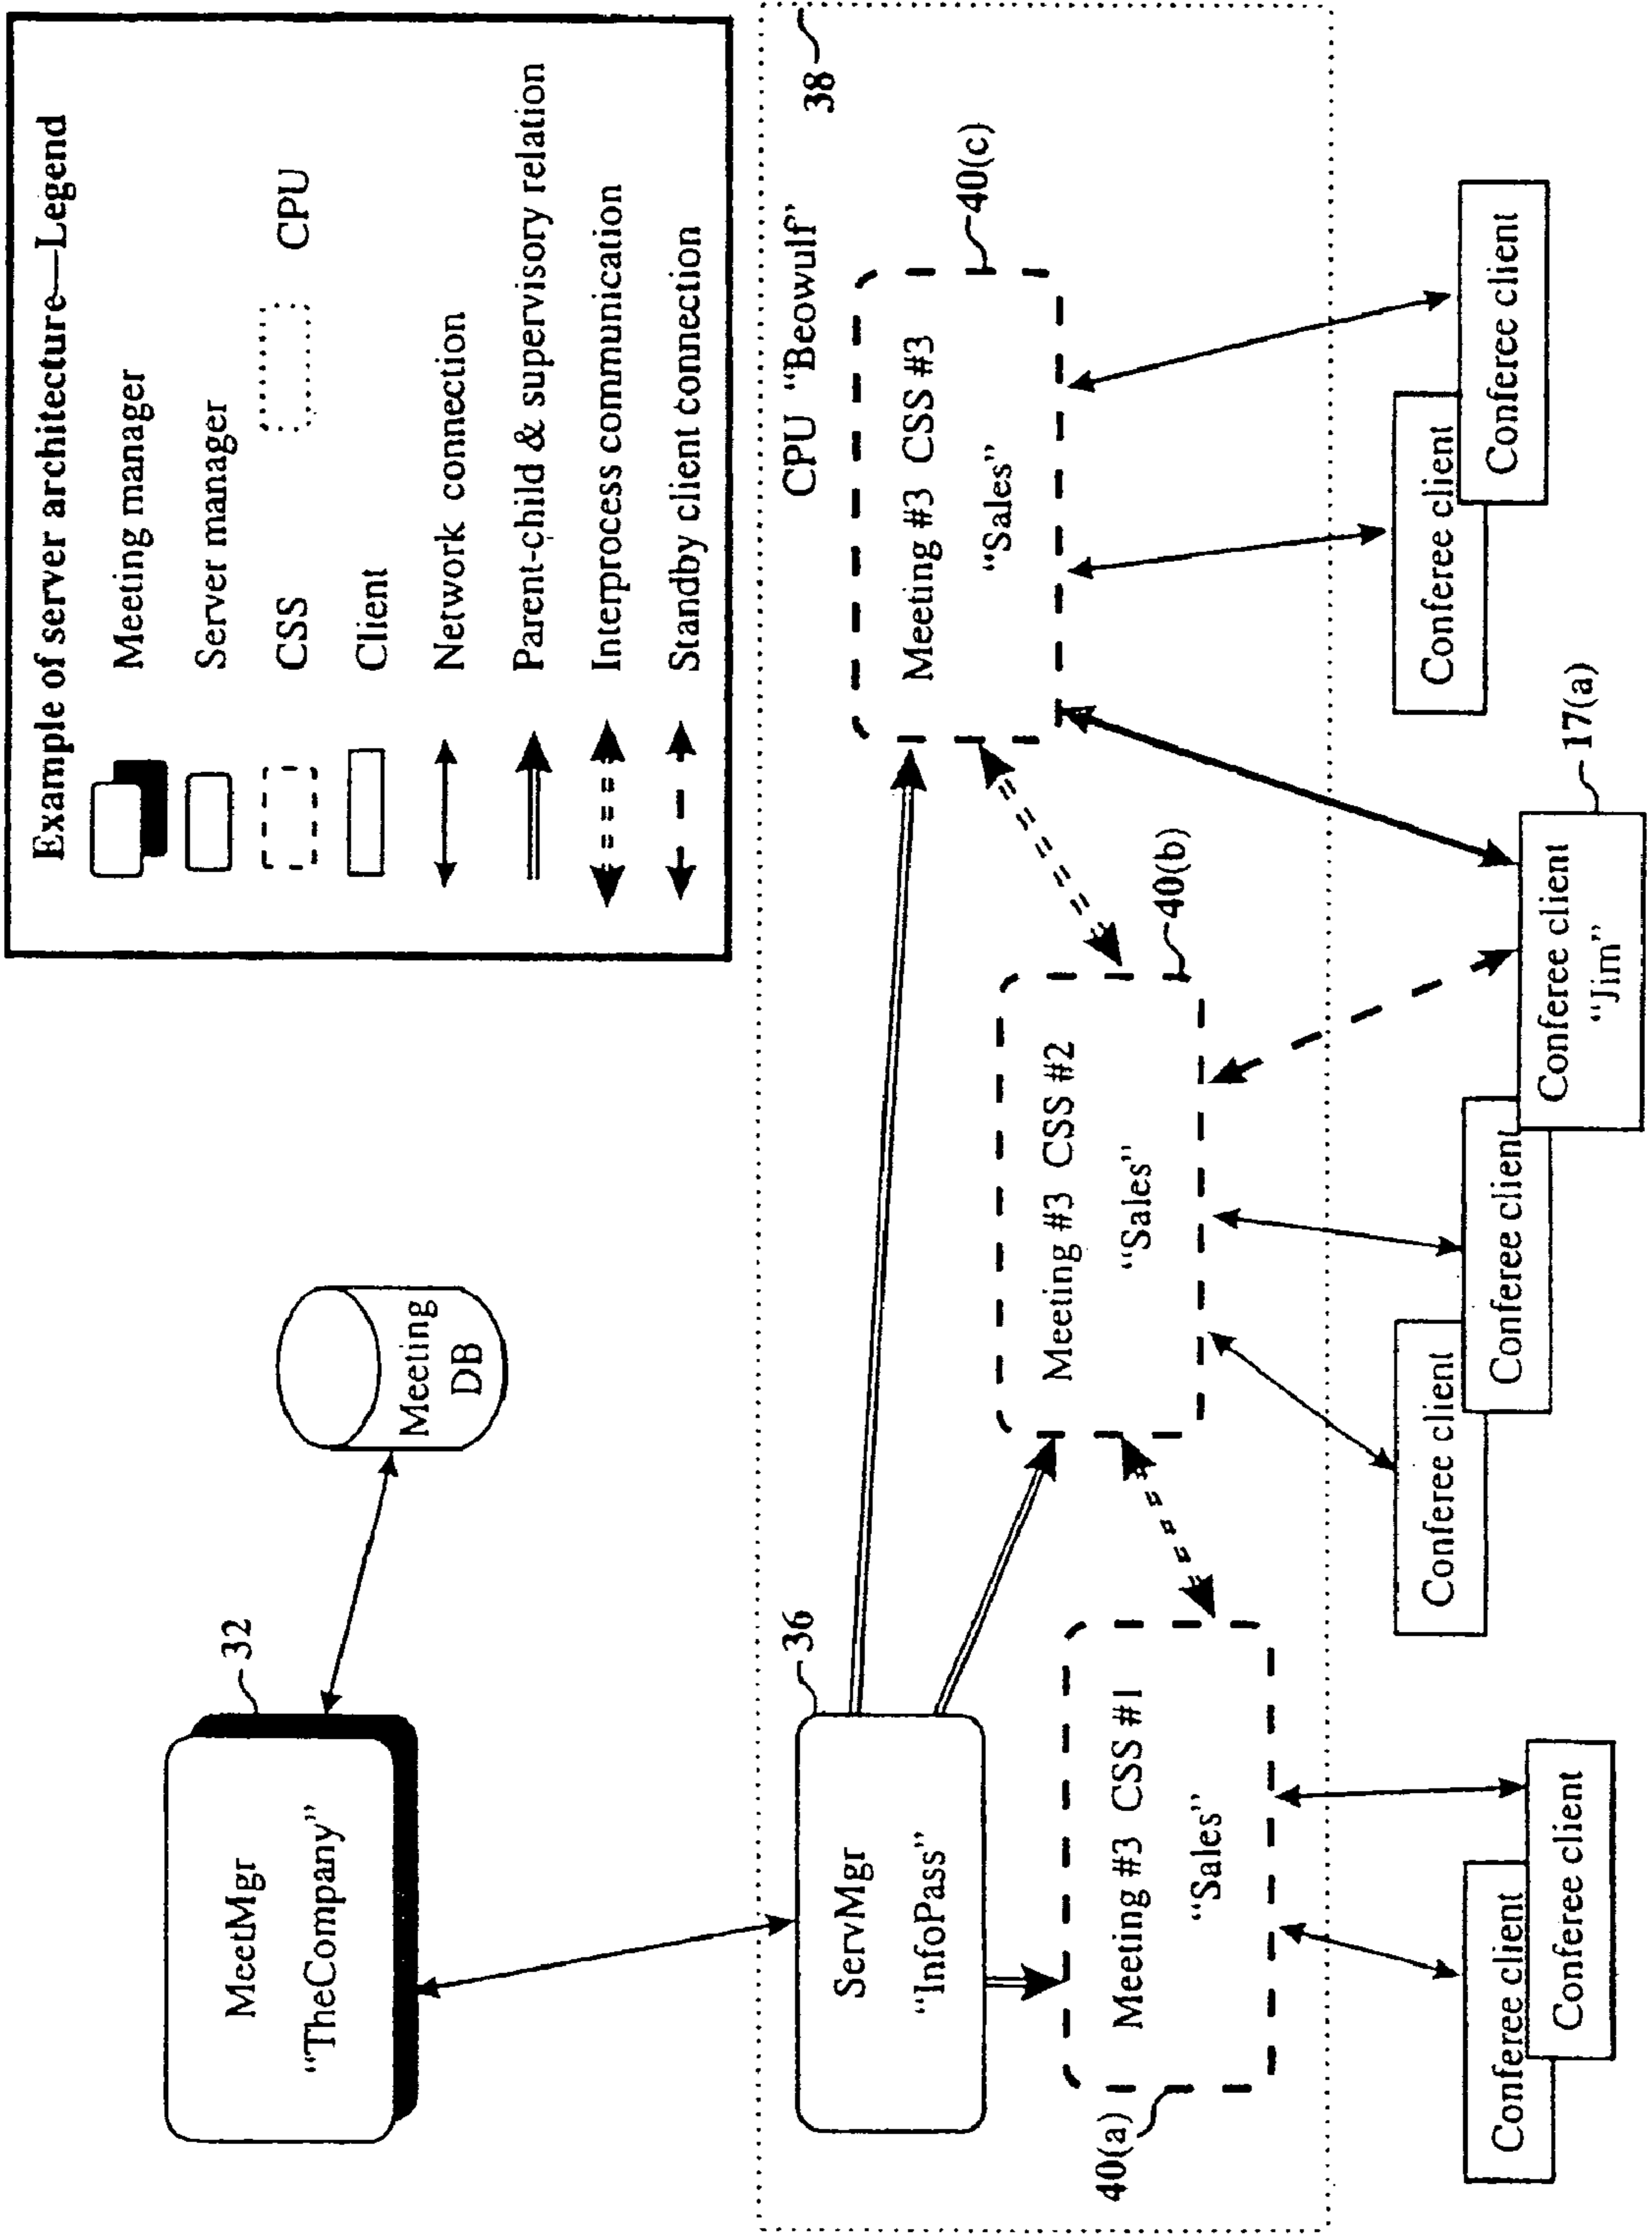 Example of server architecture—Legend
Meeting manager
Server manager
CSS
CPU
Client
Network connection
Parent-child & supervisory relation
Interprocess communication
Standby client connection
MeetMgr
“TheCompany”
32
Meeting
DB
38
CPU “Beowulf”
ServMgr
“InfoPass”
36
Meeting #3 CSS #1
“Sales”
40(a)
Meeting #3 CSS #2
“Sales”
40(b)
Meeting #3 CSS #3
“Sales”
40(c)
Conferee client
Conferee client
Conferee client
Conferee client
Conferee client
“Jim”
17(a)
Conferee client
Conferee client